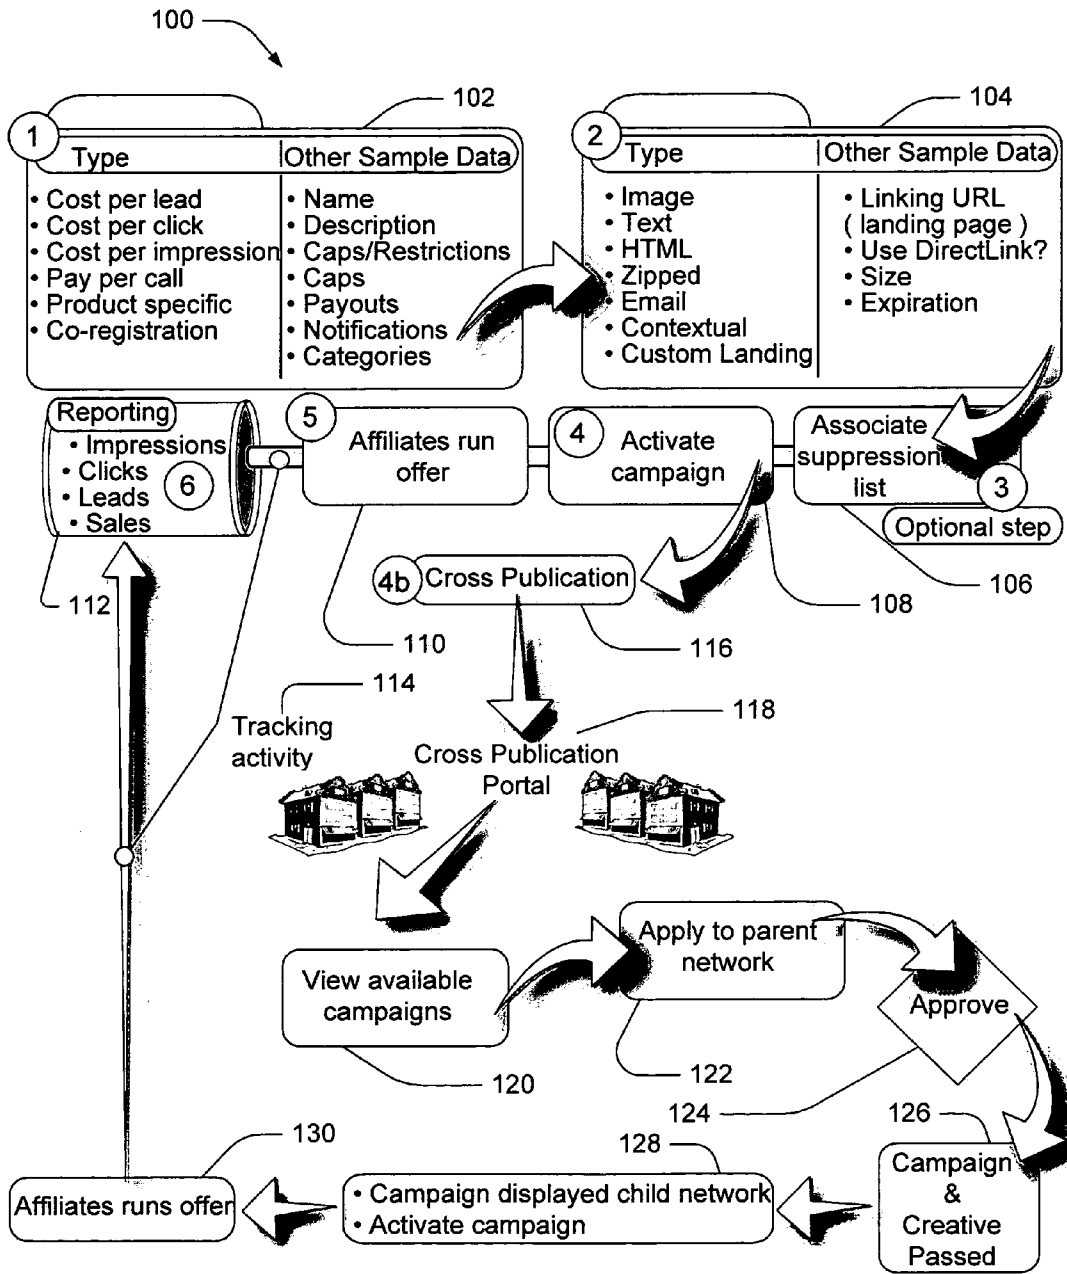 100
102
104
1
Type
Other Sample Data
• Cost per lead
• Cost per click
• Cost per impression
• Pay per call
• Product specific
• Co-registration
• Name
• Description
• Caps/Restrictions
• Caps
• Payouts
• Notifications
• Categories
2
Type
Other Sample Data
• Image
• Text
• HTML
• Zipped
• Email
• Contextual
• Custom Landing
• Linking URL
( landing page )
• Use DirectLink?
• Size
• Expiration
Reporting
• Impressions
• Clicks
• Leads
• Sales
6
5
Affiliates run
offer
4
Activate
campaign
Associate
suppression
list
3
Optional step
112
110
108
106
4b
Cross Publication
116
114
Tracking
activity
118
Cross Publication
Portal
View available
campaigns
120
Apply to parent
network
122
Approve
124
126
Campaign
&
Creative
Passed
128
• Campaign displayed child network
• Activate campaign
130
Affiliates runs offer